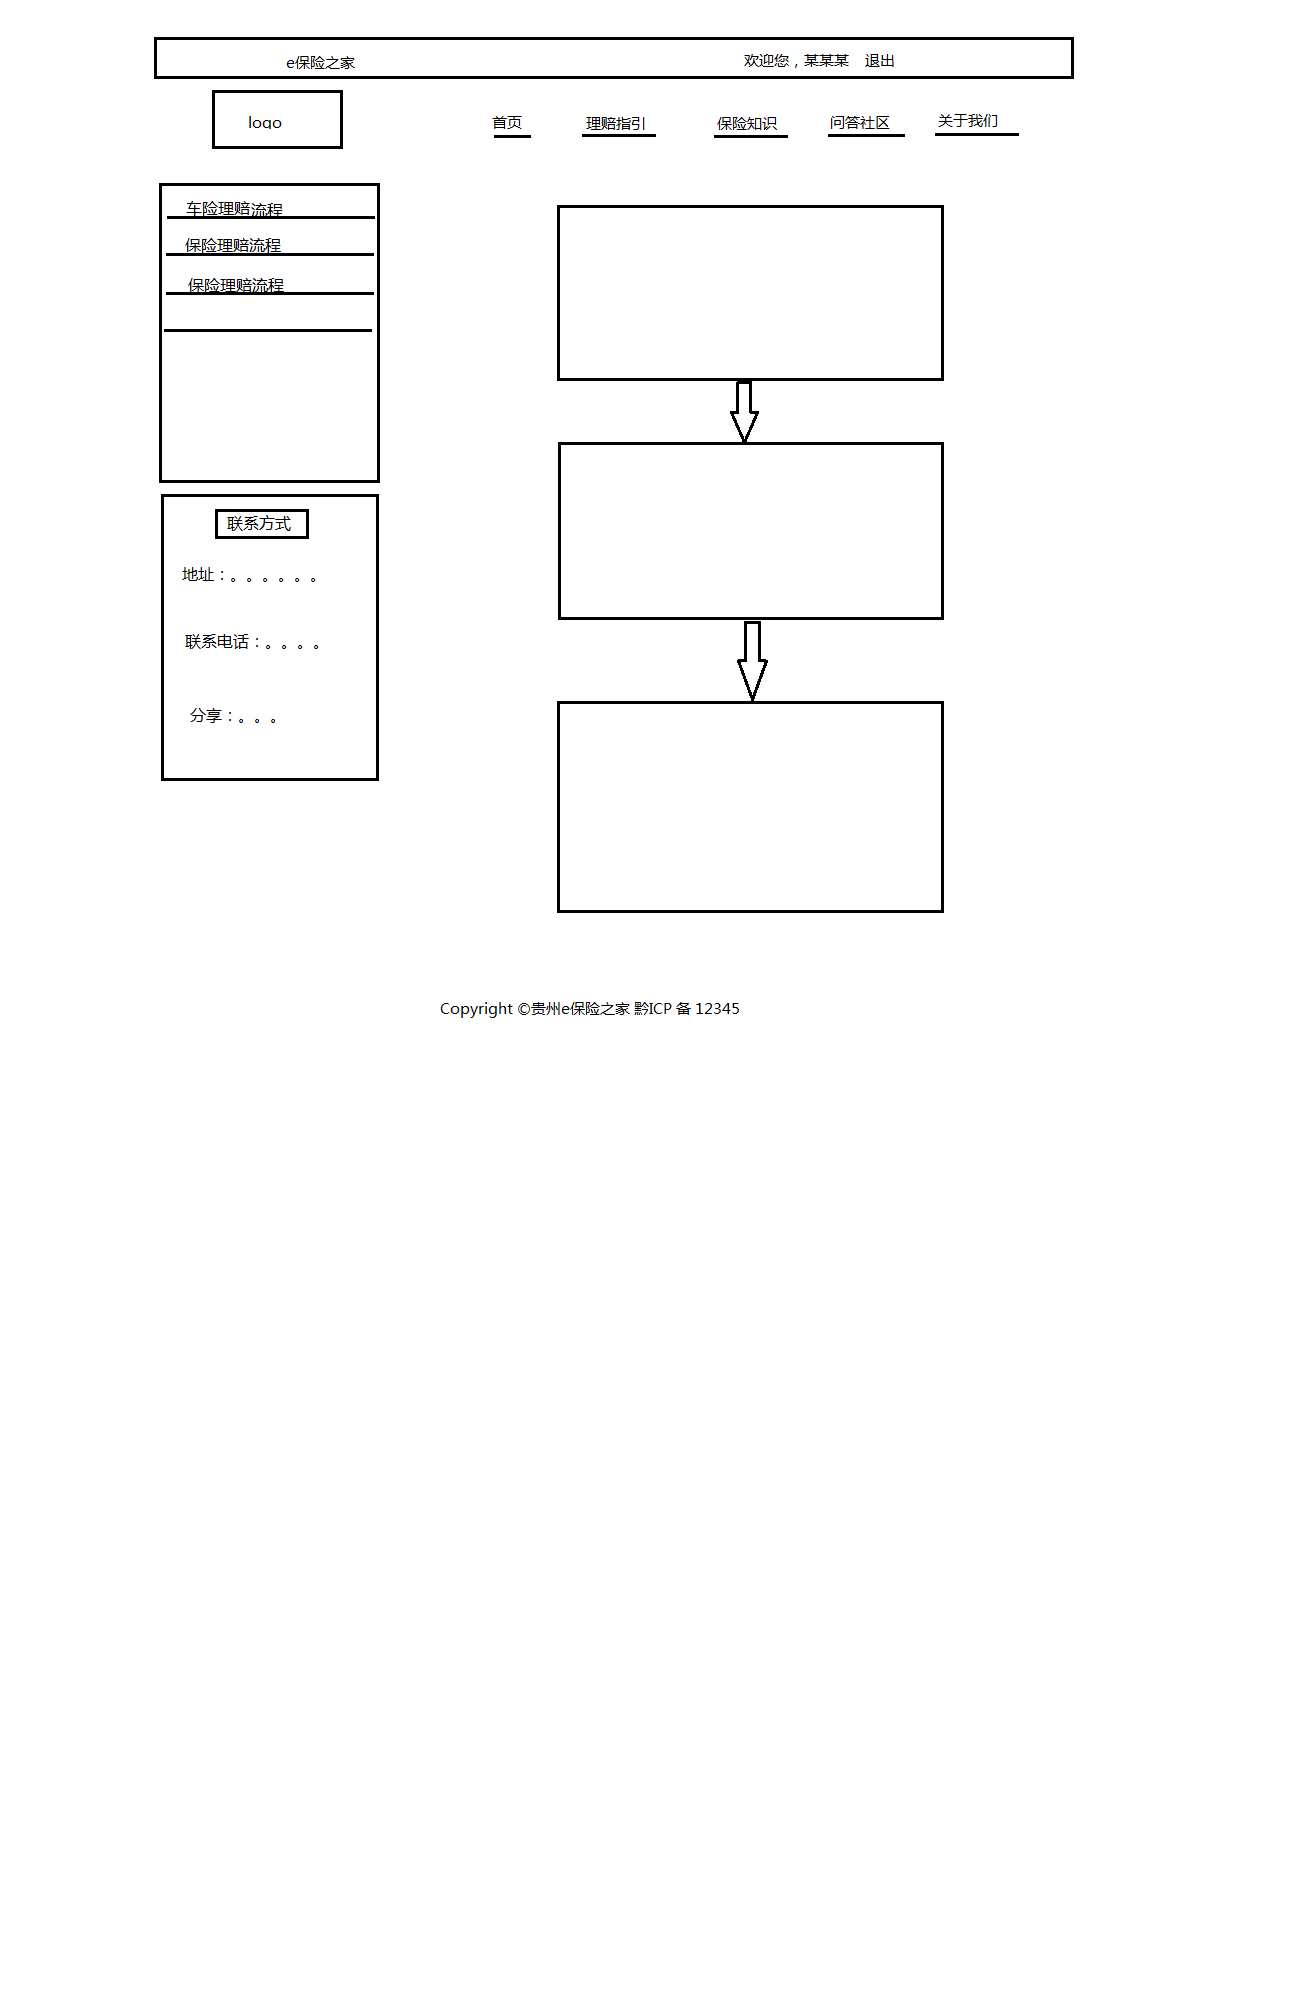 e保险之家
欢迎您，某某某 退出
logo
首页
理赔指引
保险知识
问答社区
关于我们
车险理赔流程
保险理赔流程
保险理赔流程
联系方式
地址：。。。。。。
联系电话：。。。。
分享：。。。
Copyright ©贵州e保险之家 黔ICP 备 12345